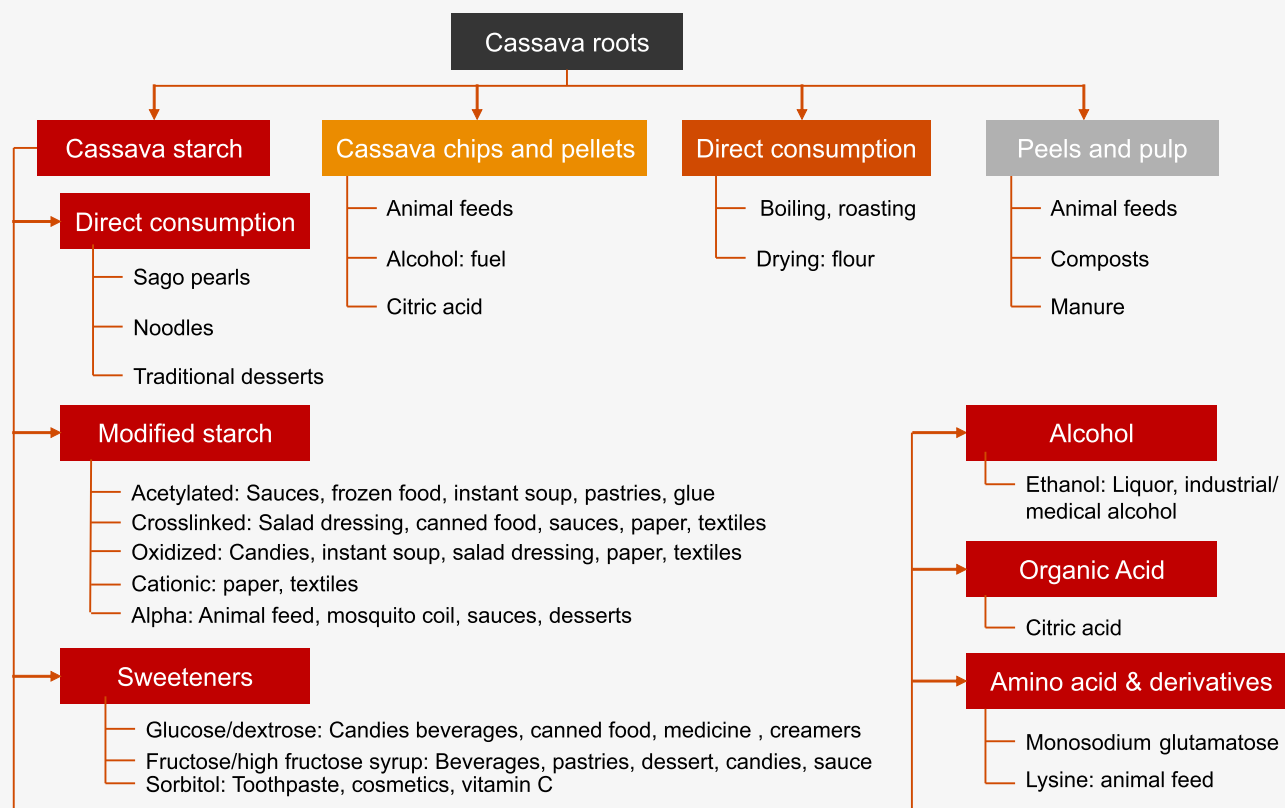 Cassava roots
Cassava starch
Cassava chips and pellets
Direct consumption
Peels and pulp
Direct consumption
Sago pearls
Noodles
Traditional desserts
Animal feeds
Alcohol: fuel
Citric acid
Boiling, roasting
Drying: flour
Animal feeds
Composts
Manure
Modified starch
Acetylated: Sauces, frozen food, instant soup, pastries, glue
Crosslinked: Salad dressing, canned food, sauces, paper, textiles
Oxidized: Candies, instant soup, salad dressing, paper, textiles
Cationic: paper, textiles
Alpha: Animal feed, mosquito coil, sauces, desserts
Sweeteners
Glucose/dextrose: Candies beverages, canned food, medicine , creamers
Fructose/high fructose syrup: Beverages, pastries, dessert, candies, sauce
Sorbitol: Toothpaste, cosmetics, vitamin C
Alcohol
Ethanol: Liquor, industrial/
medical alcohol
Organic Acid
Citric acid
Amino acid & derivatives
Monosodium glutamatose
Lysine: animal feed